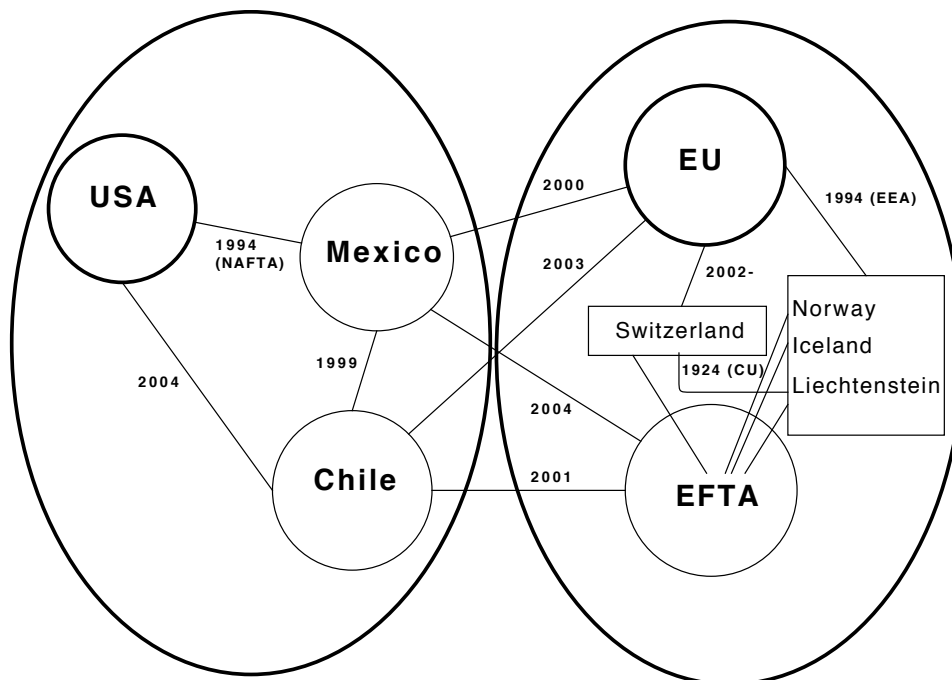 EU
USA
2000
1994 (EEA)
1994
(NAFTA)
Mexico
2003
2002-
Norway
Switzerland
Iceland
1999
1924 (CU)
2004
Liechtenstein
2004
Chile
2001
EFTA